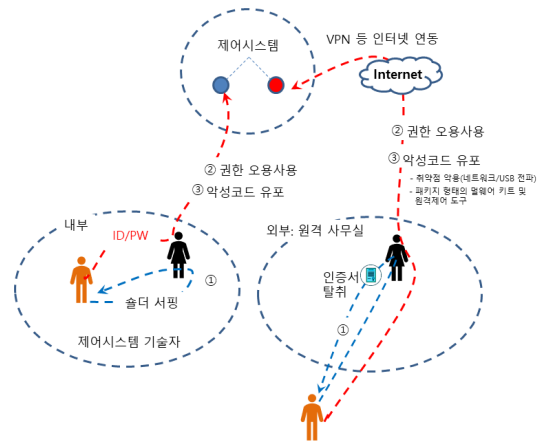 제어시스템
VPN 등 인터넷 연동
Internet
② 권한 오용사용
③ 악성코드 유포
- 취약점 악용(네트워크/USB 전파)
- 패키지 형태의 멀웨어 키트 및
원격제어 도구
② 권한 오용사용
③ 악성코드 유포
내부
ID/PW
①
숄더 서핑
제어시스템 기술자
외부: 원격 사무실
인증서
탈취
①